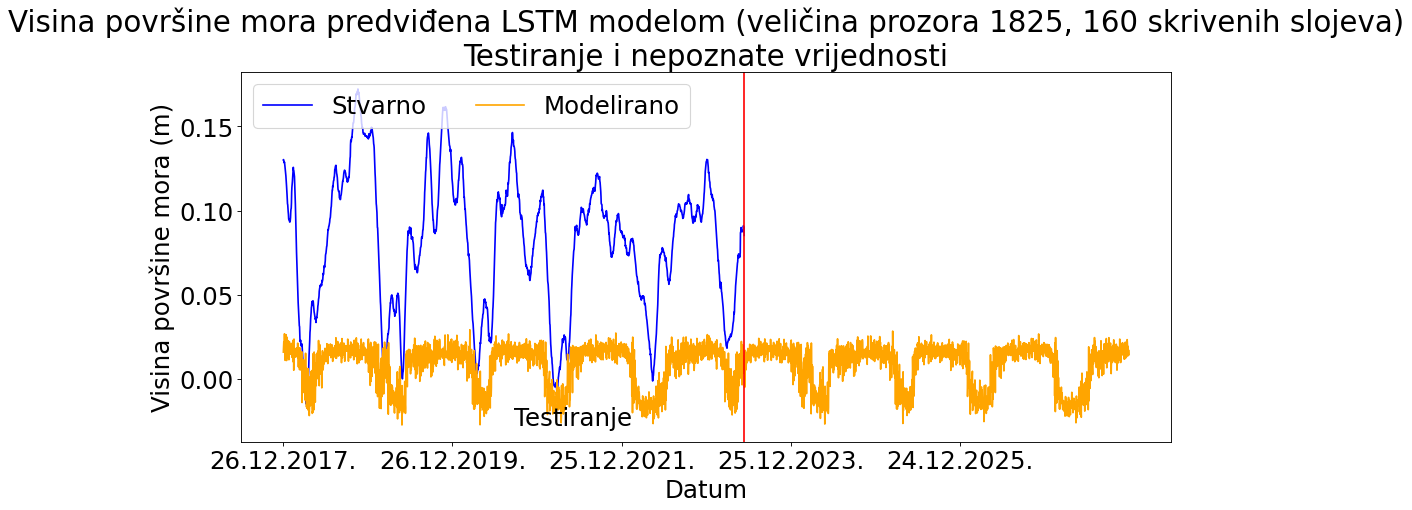 Visina površine mora predviđena LSTM modelom (veličina prozora 1825, 160 skrivenih slojeva)
Testiranje i nepoznate vrijednosti
Stvarno Modelirano
Visina površine mora (m)
0.15
0.10
0.05
0.00
Testiranje
26.12.2017. 26.12.2019. 25.12.2021. 25.12.2023. 24.12.2025.
Datum